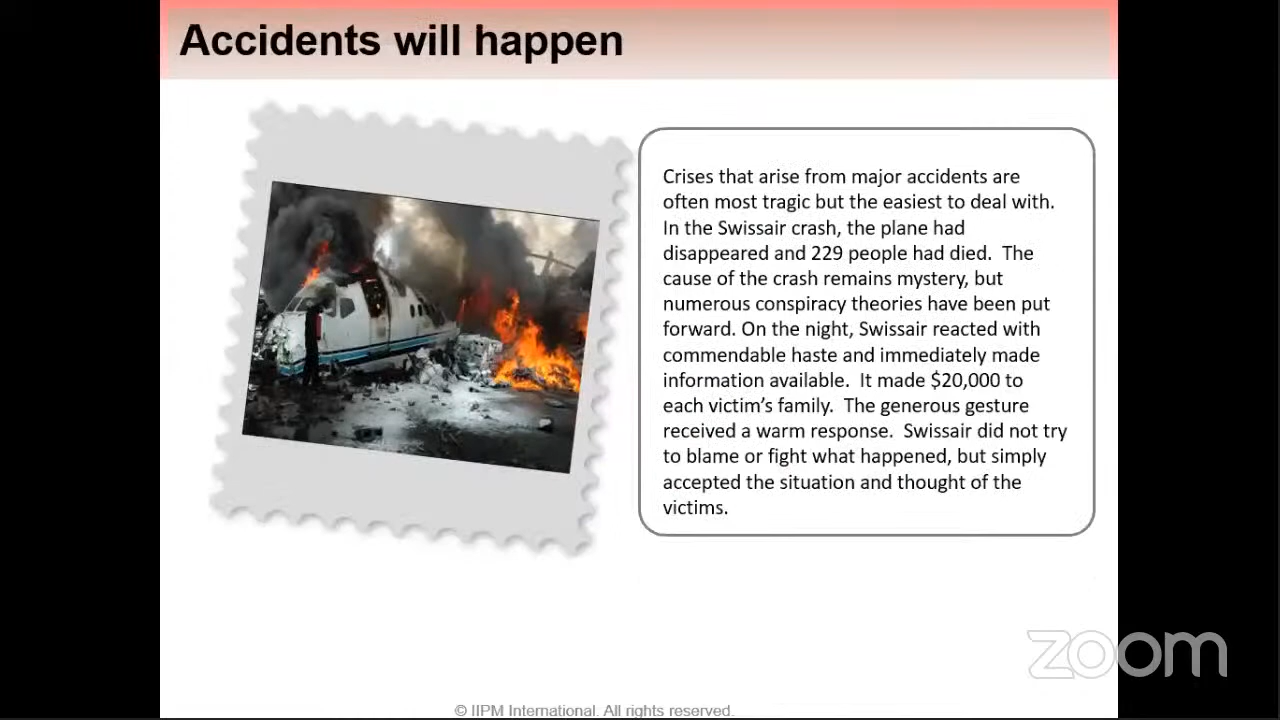 Accidents will happen
Crises that arise from major accidents are
often most tragic but the easiest to deal with.
In the Swissair crash, the plane had
disappeared and 229 people had died.  The
cause of the crash remains mystery, but
numerous conspiracy theories have been put
forward. On the night, Swissair reacted with
commendable haste and immediately made
information available.  It made $20,000 to
each victim’s family.  The generous gesture
received a warm response.  Swissair did not try
to blame or fight what happened, but simply
accepted the situation and thought of the
victims.
zoom
© IIPM International. All rights reserved.